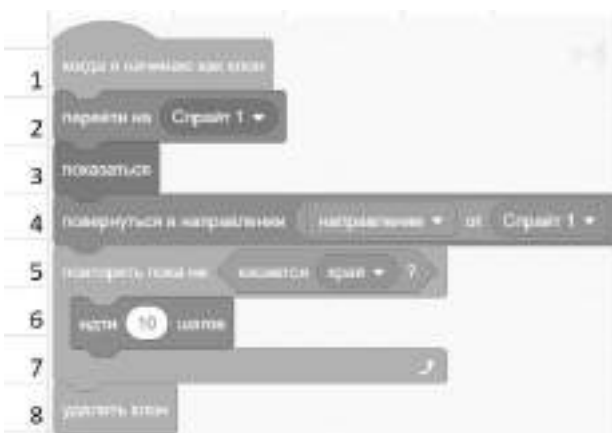 1 когда я начинаю как клон
2 перейти на Спрайт 1
3 показаться
4 повернуться в направлении направление от Спрайт 1
5 повторять пока не касается край ?
6 идти 10 шагов
7
8 удалить клон